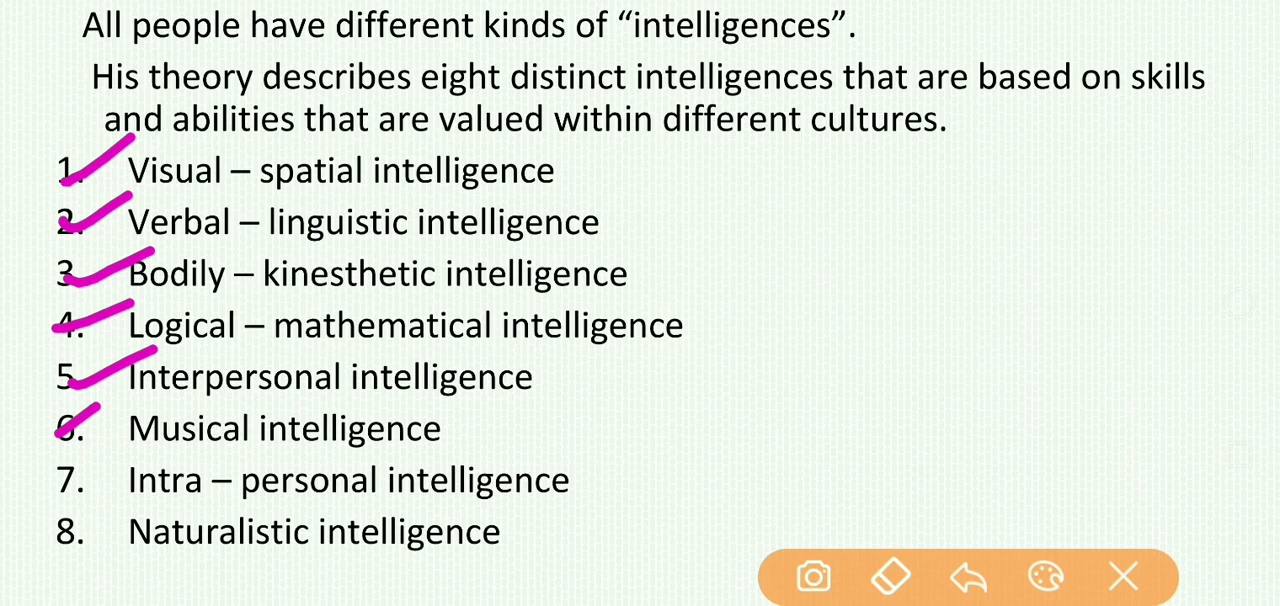 All people have different kinds of “intelligences”.
His theory describes eight distinct intelligences that are based on skills
and abilities that are valued within different cultures.
1. Visual – spatial intelligence
2. Verbal – linguistic intelligence
3. Bodily – kinesthetic intelligence
4. Logical – mathematical intelligence
5. Interpersonal intelligence
6. Musical intelligence
7. Intra – personal intelligence
8. Naturalistic intelligence